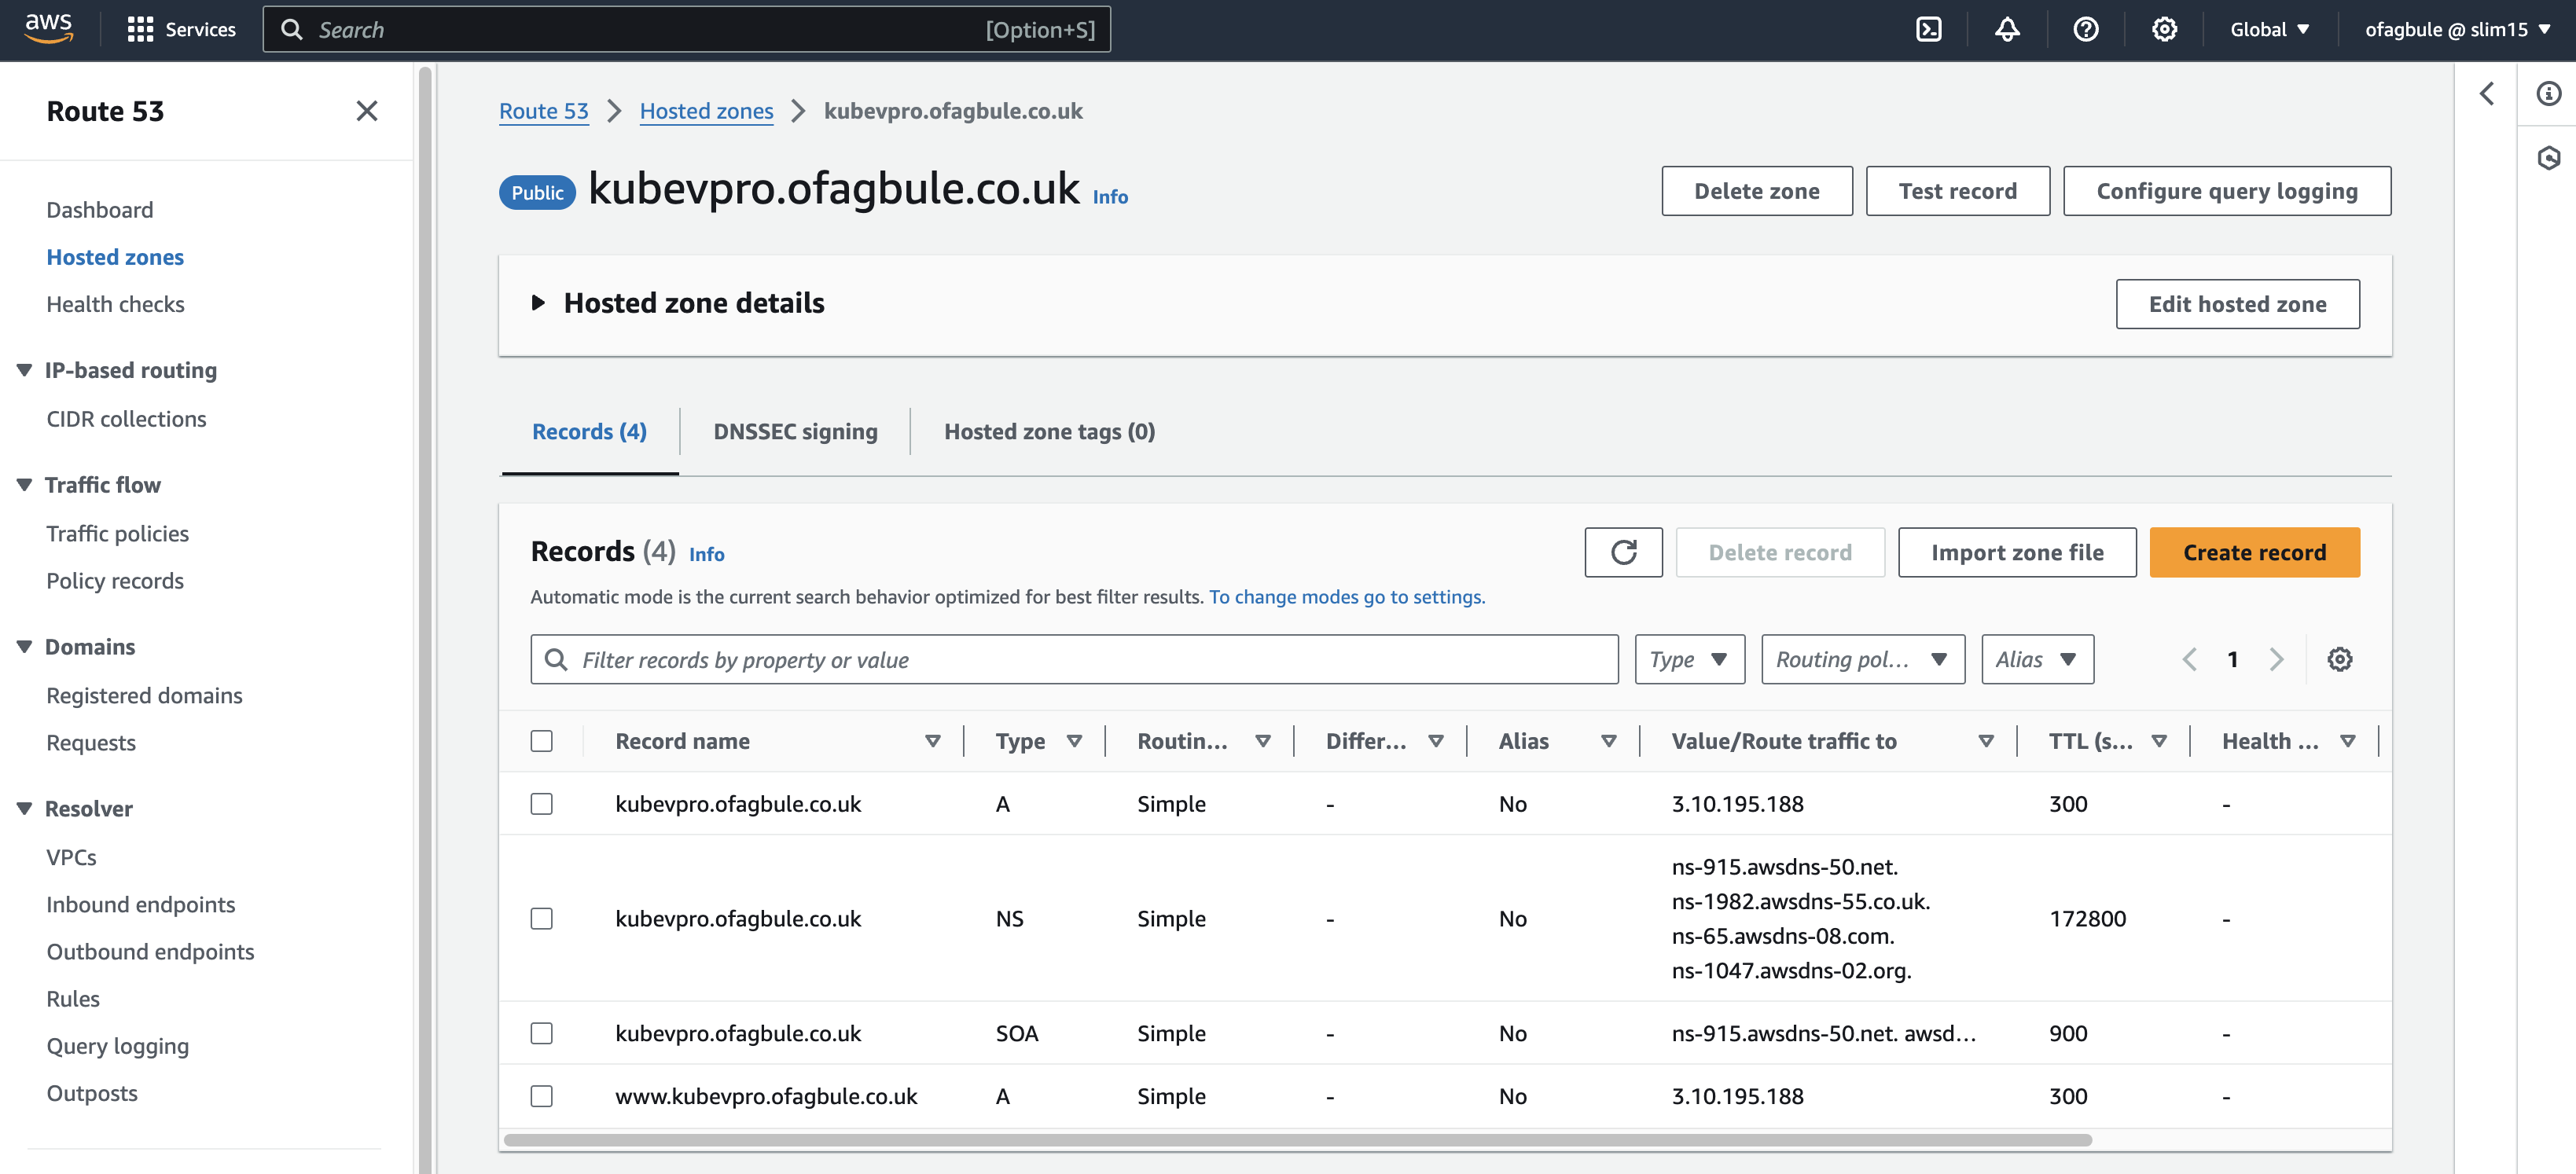 aws
Services
Search
[Option+S]
Global
ofagbule @ slim15
Route 53
Dashboard
Hosted zones
Health checks
IP-based routing
CIDR collections
Traffic flow
Traffic policies
Policy records
Domains
Registered domains
Requests
Resolver
VPCs
Inbound endpoints
Outbound endpoints
Rules
Query logging
Outposts
Route 53 Hosted zones kubevpro.ofagbule.co.uk
Public kubevpro.ofagbule.co.uk Info
Delete zone Test record Configure query logging
Hosted zone details
Edit hosted zone
Records (4) DNSSEC signing Hosted zone tags (0)
Records (4) Info
Delete record Import zone file Create record
Automatic mode is the current search behavior optimized for best filter results. To change modes go to settings.
Filter records by property or value
Type Routing pol... Alias 1
Record name Type Routin... Differ... Alias Value/Route traffic to TTL (s... Health ...
kubevpro.ofagbule.co.uk A Simple - No 3.10.195.188 300 -
ns-915.awsdns-50.net.
ns-1982.awsdns-55.co.uk.
kubevpro.ofagbule.co.uk NS Simple - No 172800 -
ns-65.awsdns-08.com.
ns-1047.awsdns-02.org.
kubevpro.ofagbule.co.uk SOA Simple - No ns-915.awsdns-50.net. awsd... 900 -
www.kubevpro.ofagbule.co.uk A Simple - No 3.10.195.188 300 -